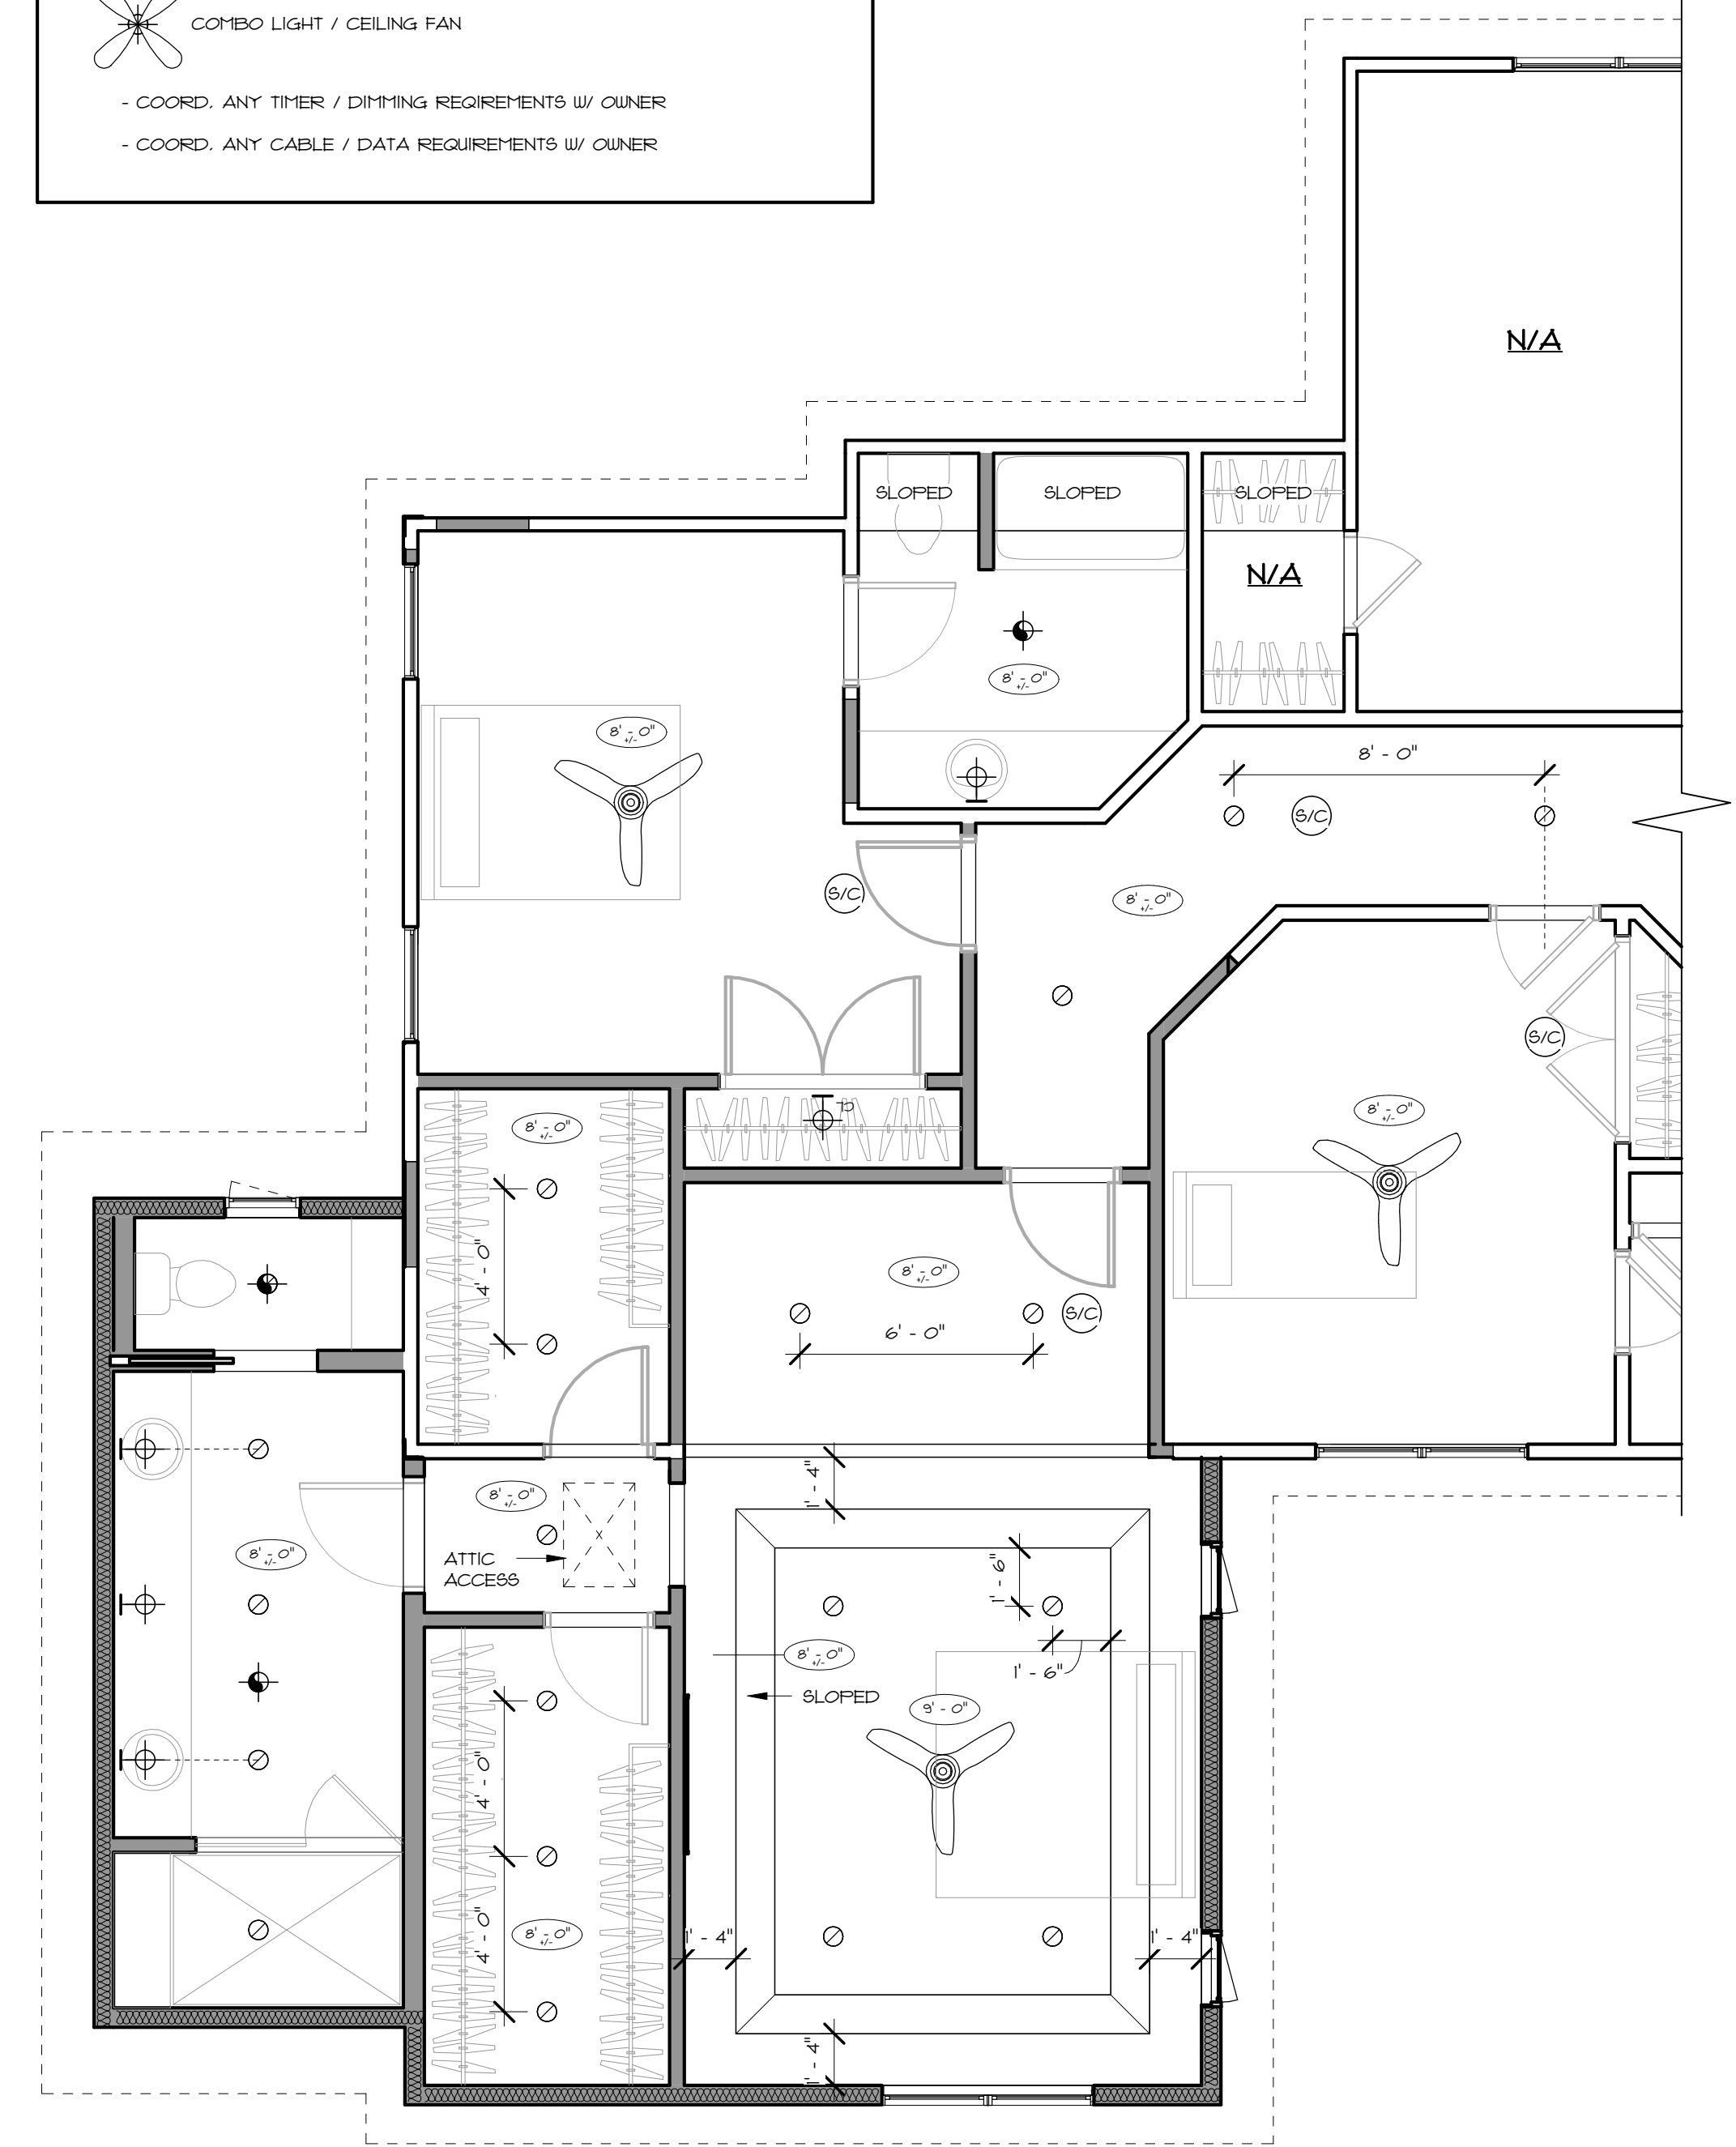 COMBO LIGHT / CEILING FAN
- COORD. ANY TIMER / DIMMING REQIREMENTS W/ OWNER
- COORD. ANY CABLE / DATA REQUIREMENTS W/ OWNER
N/A
SLOPED
SLOPED
SLOPED
N/A
8' - 0"
+/-
8' - 0"
+/-
8' - 0"
S/C
S/C
8' - 0"
+/-
S/C
8' - 0"
+/-
CL
8' - 0"
+/-
4' - 0"
8' - 0"
+/-
S/C
6' - 0"
1' - 4"
8' - 0"
+/-
ATTIC
ACCESS
8' - 0"
+/-
1' - 6"
8' - 0"
+/-
1' - 6"
SLOPED
9' - 0"
4' - 0"
4' - 0"
8' - 0"
+/-
1' - 4"
1' - 4"
1' - 4"